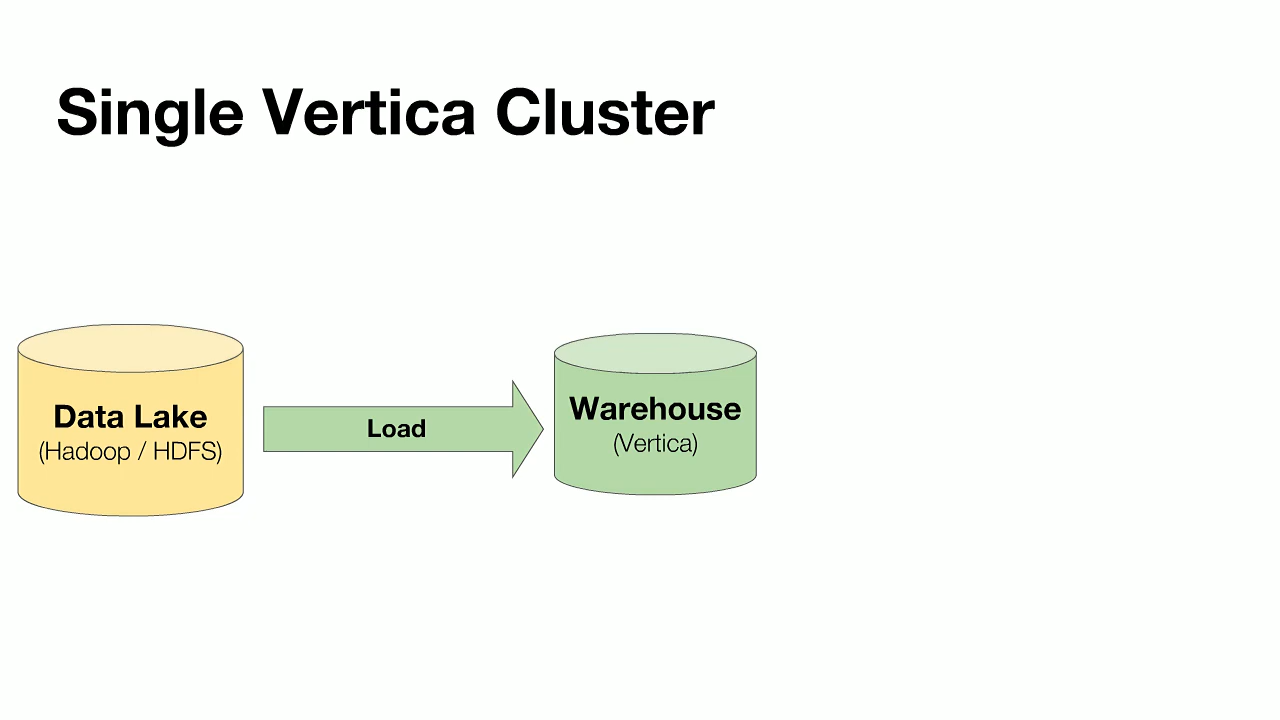 Single Vertica Cluster
Data Lake
(Hadoop / HDFS)
Load
Warehouse
(Vertica)